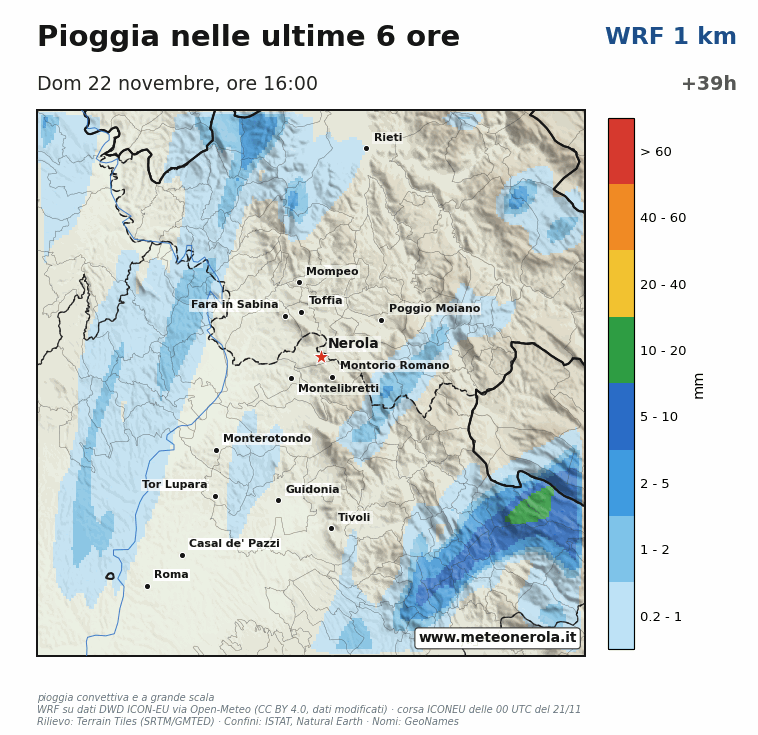 Pioggia nelle ultime 6 ore
WRF 1 km
Dom 22 novembre, ore 16:00
+39h
Rieti
Mompeo
Fara in Sabina
Toffia
Poggio Moiano
Nerola
Montorio Romano
Montelibretti
Monterotondo
Tor Lupara
Guidonia
Tivoli
Casal de' Pazzi
Roma
www.meteonerola.it
> 60
40 - 60
20 - 40
10 - 20
5 - 10
2 - 5
1 - 2
0.2 - 1
mm
pioggia convettiva e a grande scala
WRF su dati DWD ICON-EU via Open-Meteo (CC BY 4.0, dati modificati) · corsa ICONEU delle 00 UTC del 21/11
Rilievo: Terrain Tiles (SRTM/GMTED) · Confini: ISTAT, Natural Earth · Nomi: GeoNames